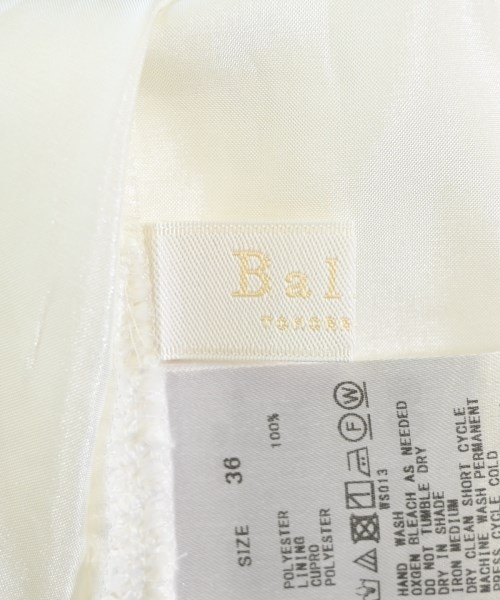 Bal
SIZE 36
100%
POLYESTER
LINING
CUPRO
POLYESTER
WS013
HAND WASH
OXGEN BLEACH AS NEEDED
DO NOT TUMBLE DRY
DRY IN SHADE
IRON MEDIUM
DRY CLEAN SHORT CYCLE
MACHINE WASH PERMANENT
PRESS CYCLE COLD